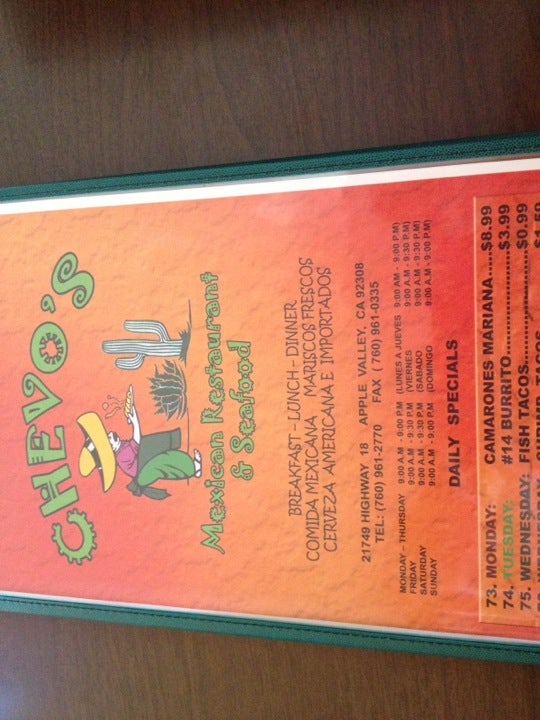 CHEVO'S
Mexican Restaurant
& Seafood
BREAKFAST - LUNCH - DINNER
COMIDA MEXICANA MARISCOS FRESCOS
CERVEZA AMERICANA E IMPORTADOS
21749 HIGHWAY 18 APPLE VALLEY, CA 92308
TEL: (760) 961-2770 FAX (760) 961-0335
MONDAY - THURSDAY 9:00 A.M - 9:00 P.M (LUNES A JUEVES 9:00 AM - 9:00 P.M)
FRIDAY 9:00 A.M - 9:30 P.M (VIERNES 9:00 A.M - 9:30 P.M)
SATURDAY 9:00 A.M - 9:30 P.M (SABADO 9:00 A.M - 9:30 P.M)
SUNDAY 9:00 A.M - 9:00 P.M (DOMINGO 9:00 A.M - 9:00 P.M)
DAILY SPECIALS
73. MONDAY: CAMARONES MARIANA.....$8.99
74. TUESDAY: #14 BURRITO..............................$3.99
75. WEDNESDAY: FISH TACOS...........................$0.99
TACOS $1.59